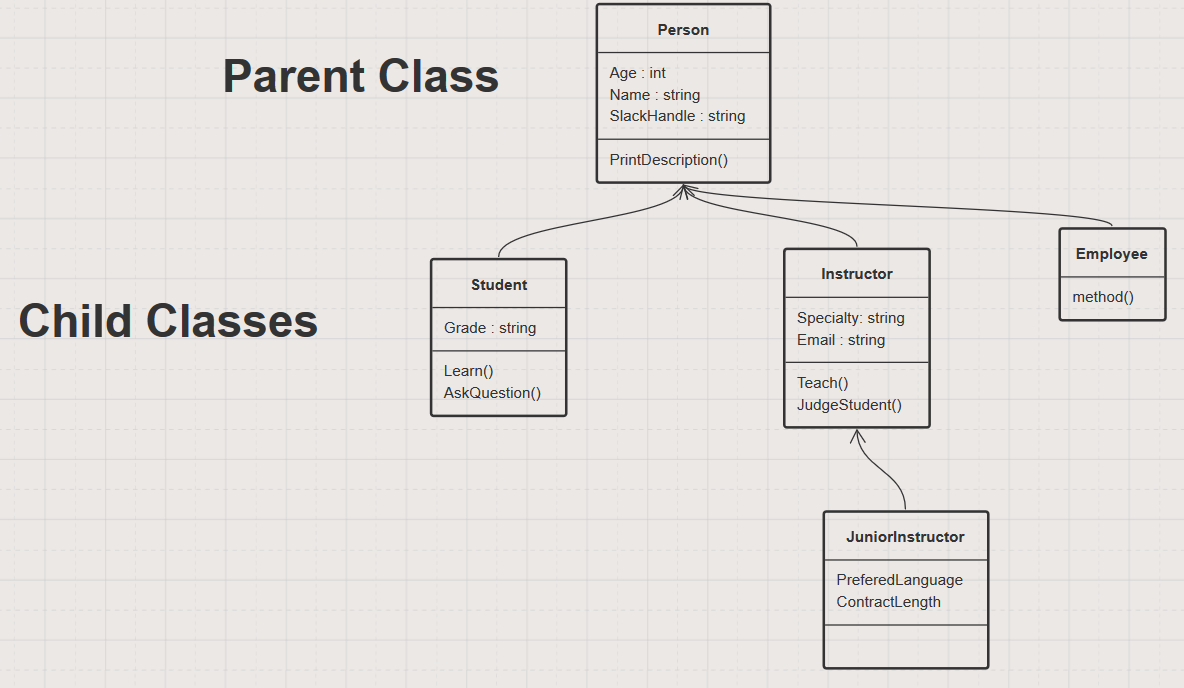 Parent Class
Person
Age : int
Name : string
SlackHandle : string
PrintDescription()
Child Classes
Student
Grade : string
Learn()
AskQuestion()
Instructor
Specialty: string
Email : string
Teach()
JudgeStudent()
Employee
method()
JuniorInstructor
PreferedLanguage
ContractLength